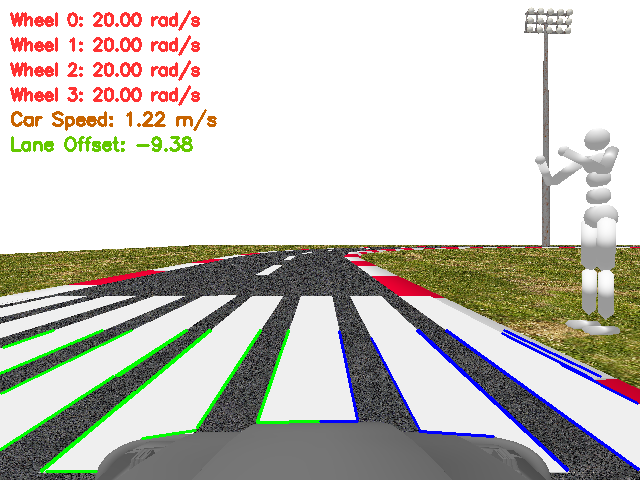 Wheel 0: 20.00 rad/s
Wheel 1: 20.00 rad/s
Wheel 2: 20.00 rad/s
Wheel 3: 20.00 rad/s
Car Speed: 1.22 m/s
Lane Offset: -9.38